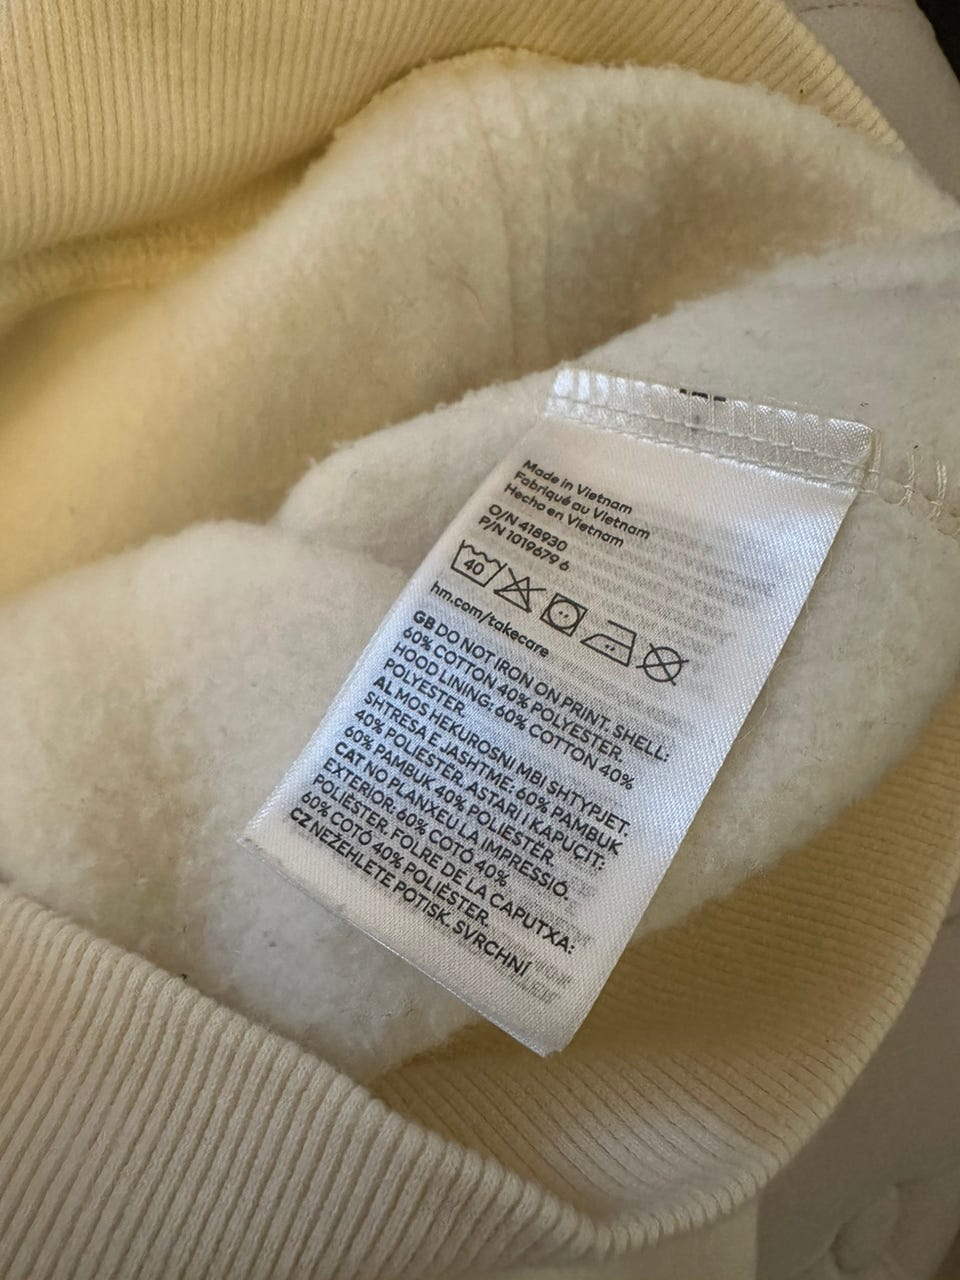 Made in Vietnam
Fabriqué au Vietnam
Hecho en Vietnam
O/N 418930
P/N 1019679 6
40
hm.com/takecare
GB DO NOT IRON ON PRINT. SHELL:
60% COTTON 40% POLYESTER.
HOOD LINING: 60% COTTON 40%
POLYESTER.
AL MOS HEKUROSNI MBI SHTYPJET.
SHTRESA E JASHTME: 60% PAMBUK
40% POLIESTER. ASTARI I KAPUÇIT:
60% PAMBUK 40% POLIESTER.
CAT NO PLANXEU LA IMPRESSIÓ.
EXTERIOR: 60% COTÓ 40%
POLIÈSTER. FOLRE DE LA CAPUTXA:
60% COTÓ 40% POLIÈSTER.
CZ NEŽEHLETE POTISK. SVRCHNÍ